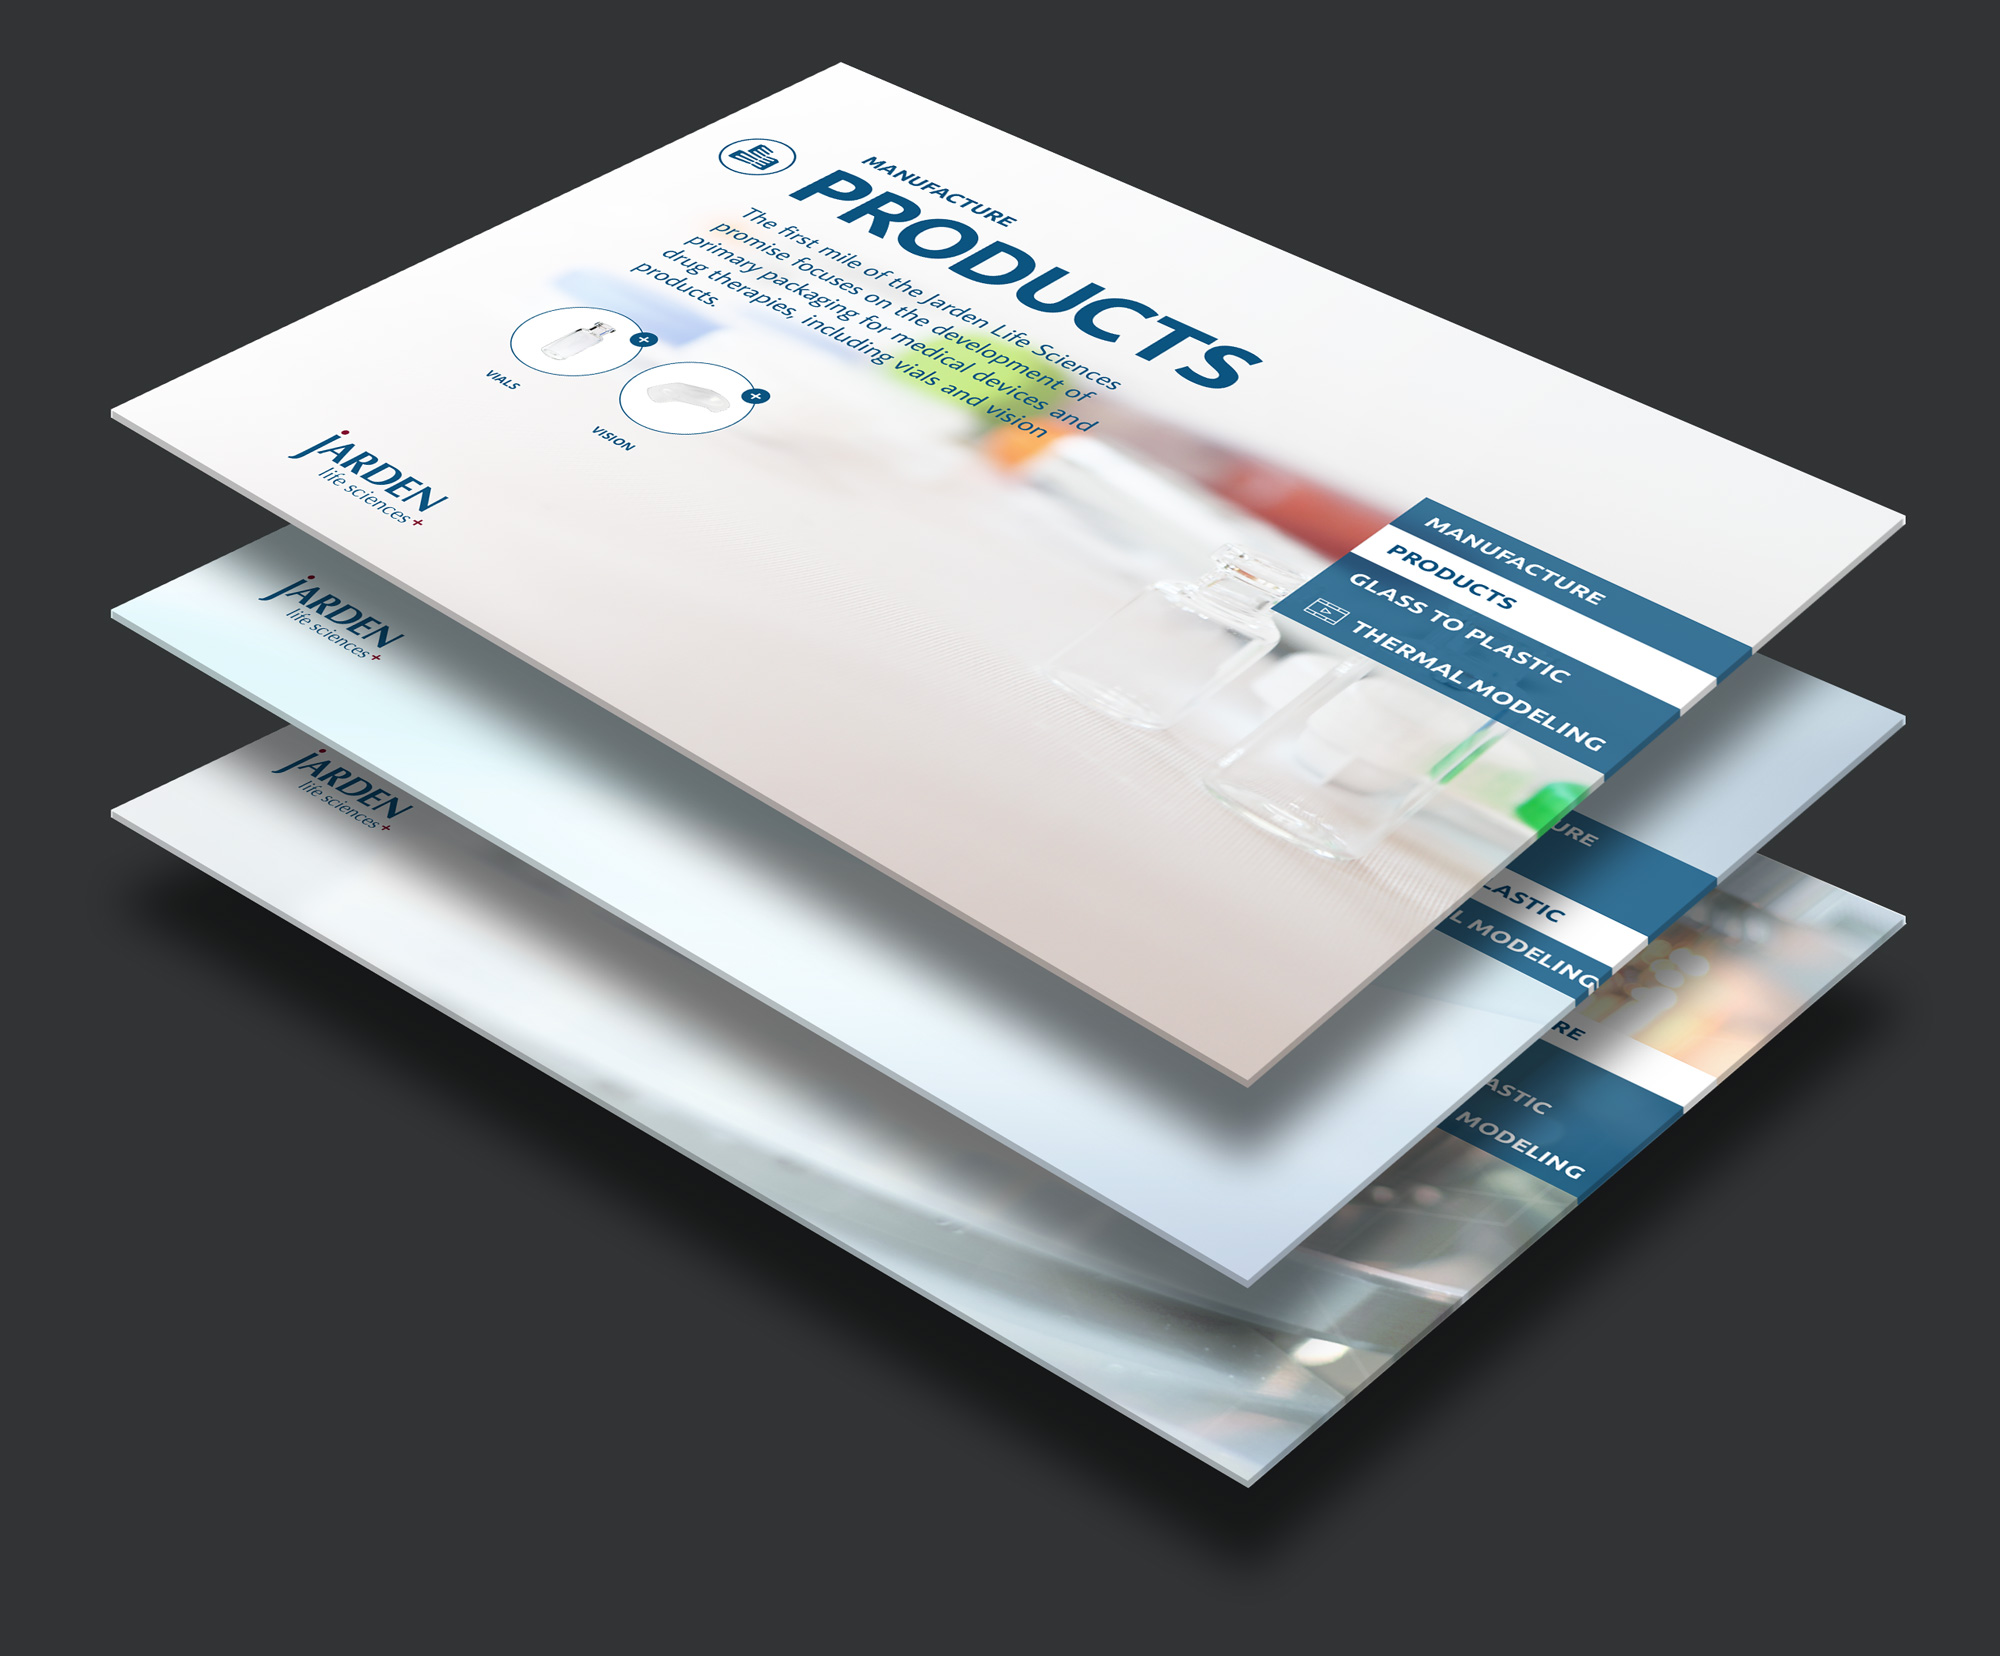 MANUFACTURE
PRODUCTS
The first mile of the Jarden Life Sciences
promise focuses on the development of
primary packaging for medical devices and
drug therapies, including vials and vision
products.
VIALS
VISION
JARDEN
life sciences+
MANUFACTURE
PRODUCTS
GLASS TO PLASTIC
THERMAL MODELING
JARDEN
life sciences+
URE
LASTIC
L MODELING
JARDEN
life sciences+
RE
ASTIC
MODELING